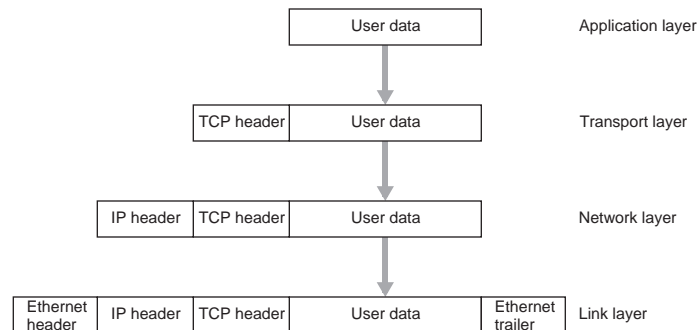 User data
Application layer
TCP header
User data
Transport layer
IP header
TCP header
User data
Network layer
Ethernet
header
IP header
TCP header
User data
Ethernet
trailer
Link layer